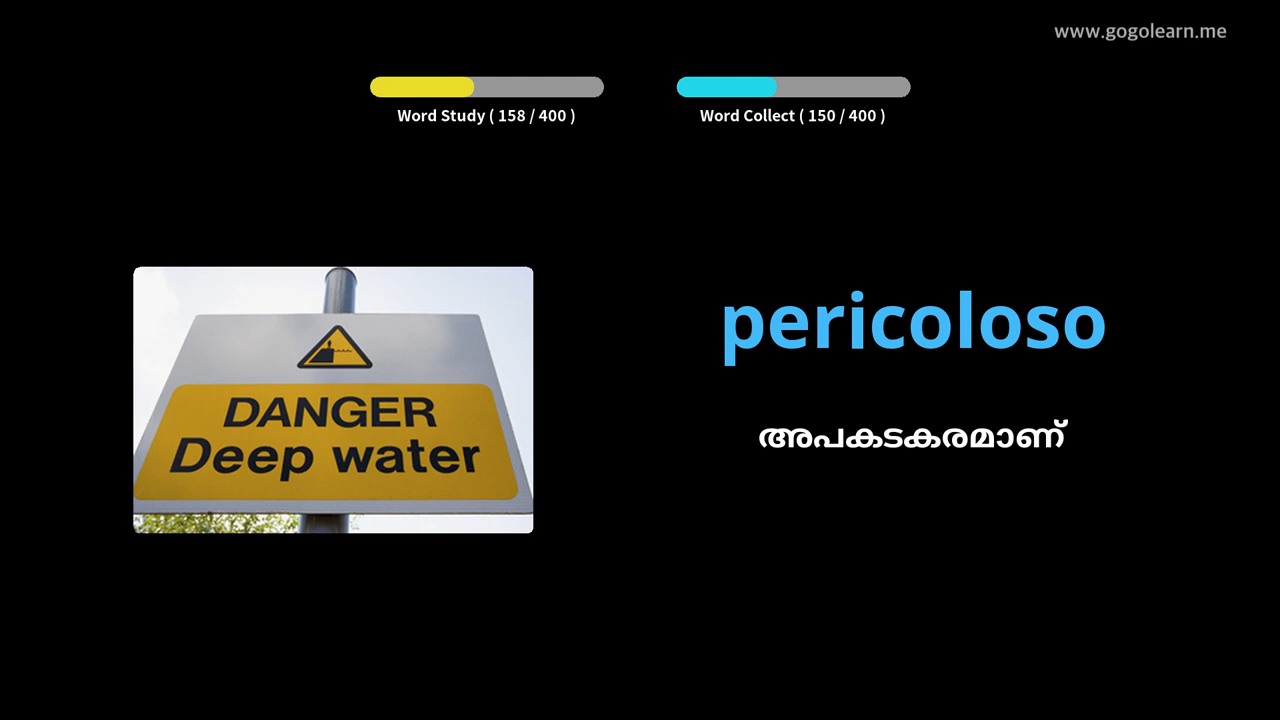 www.gogolearn.me
Word Study ( 158 / 400 )
Word Collect ( 150 / 400 )
DANGER
Deep water
pericoloso
അപകടകരമാണ്